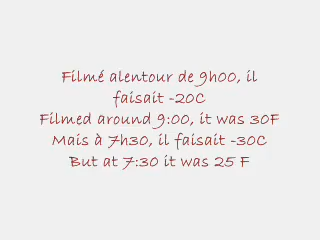 Filmé alentour de 9h00, il
faisait -20C
Filmed around 9:00, it was 30F
Mais à 7h30, il faisait -30C
But at 7:30 it was 25 F